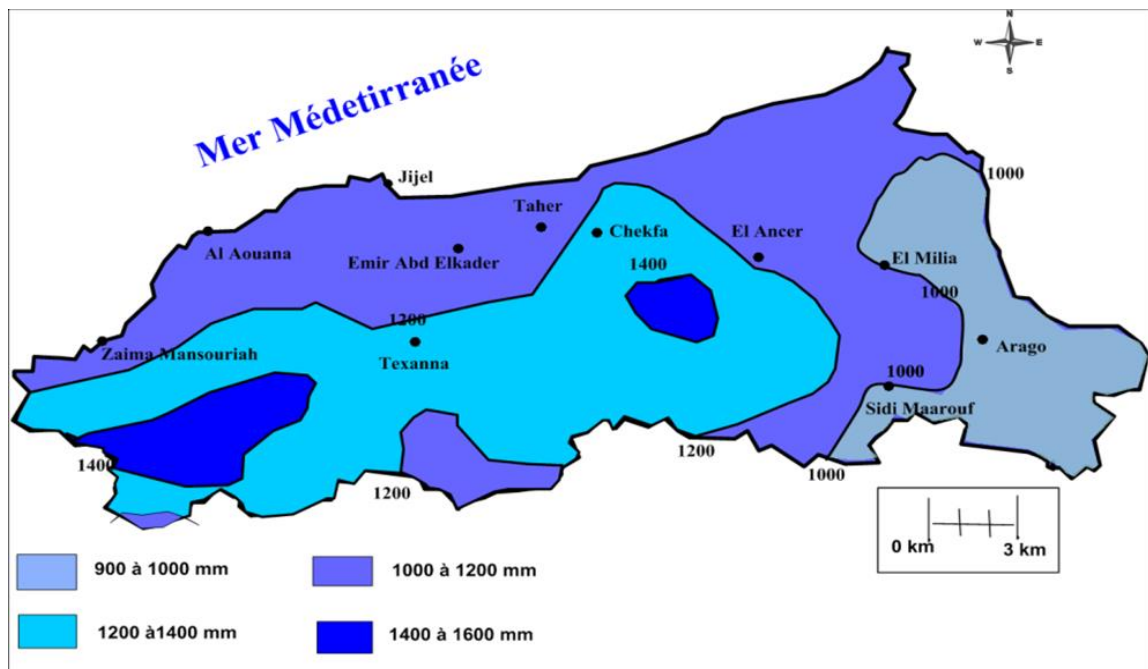 N
W E
S
Mer Médetirranée
Jijel
1000
Taher
Al Aouana
Emir Abd Elkader
Chekfa
El Ancer
1400
El Milia
1000
1200
Zaima Mansouriah
Texanna
Arago
1000
Sidi Maarouf
1400
1200
1200
1000
0 km 3 km
900 à 1000 mm
1000 à 1200 mm
1200 à1400 mm
1400 à 1600 mm